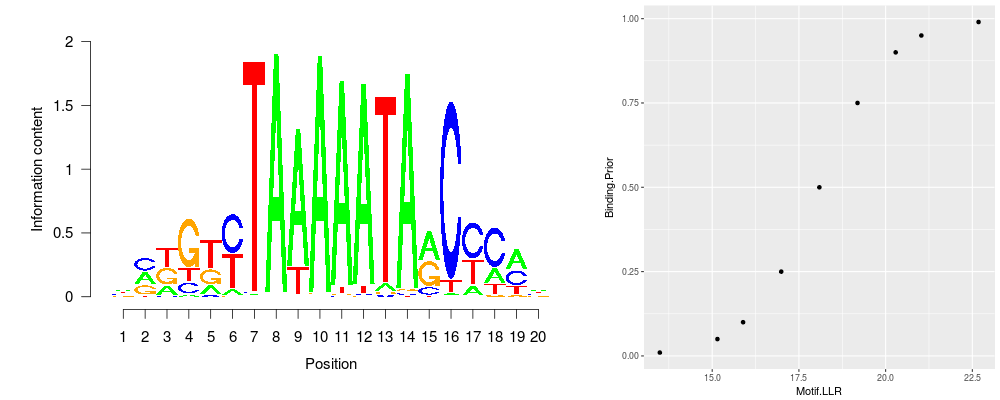 2
1.5
1
0.5
0
Information content
1 2 3 4 5 6 7 8 9 10 11 12 13 14 15 16 17 18 19 20
Position
C T G T C T A A A A A T A A C C C A
A G T G T T G T T A C
G A C A A C A T T
1.00
0.75
0.50
0.25
0.00
Binding.Prior
15.0 17.5 20.0 22.5
Motif.LLR